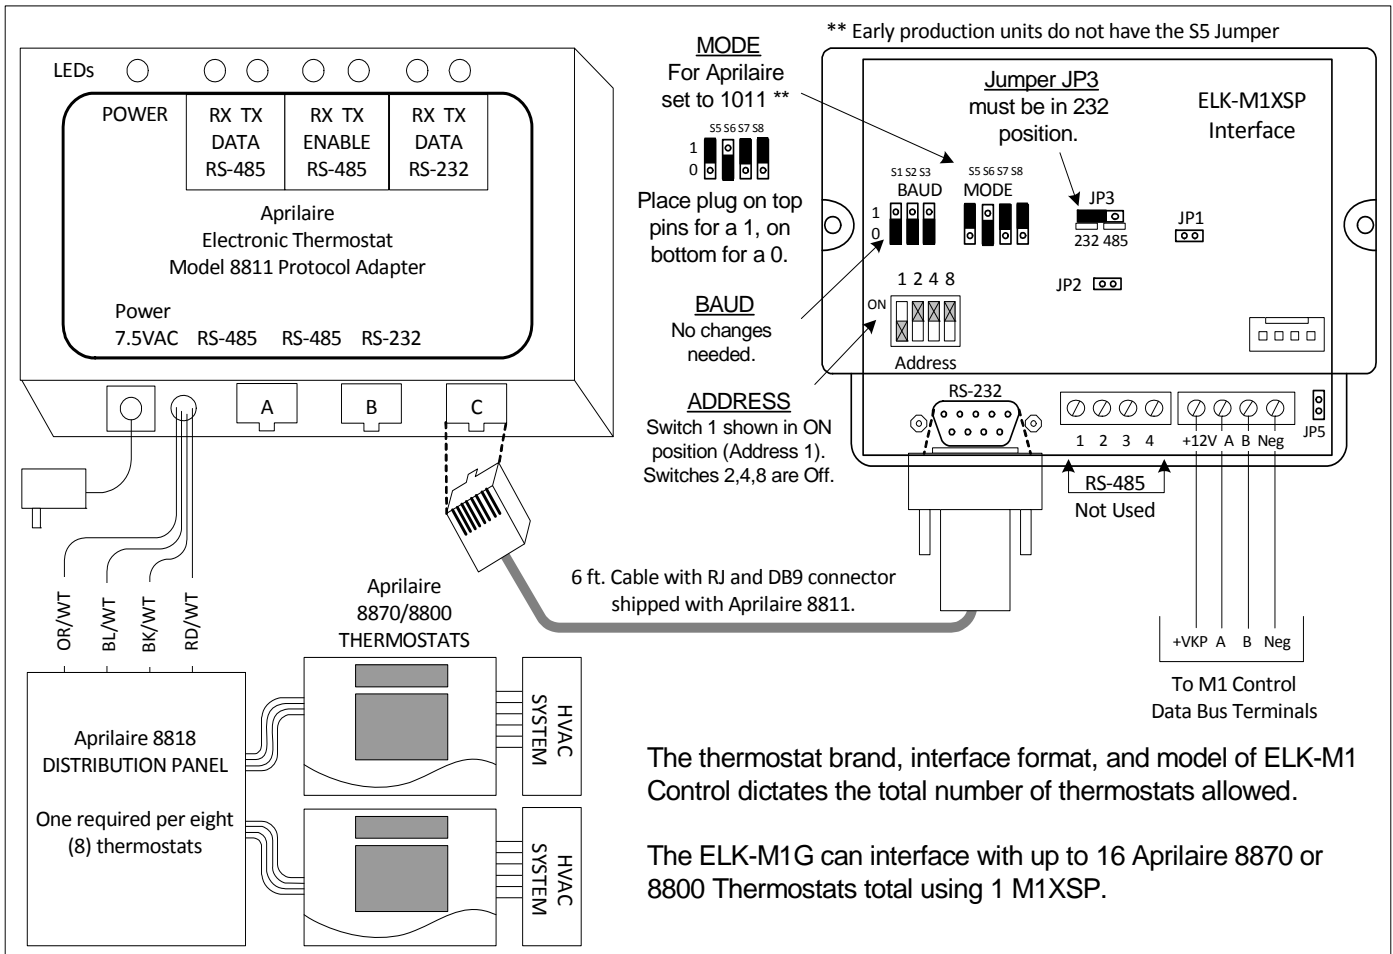 ** Early production units do not have the S5 Jumper
LEDs
POWER
RX TX
DATA
RS-485
RX TX
ENABLE
RS-485
RX TX
DATA
RS-232
Aprilaire
Electronic Thermostat
Model 8811 Protocol Adapter
Power
7.5VAC
RS-485
RS-485
RS-232
A
B
C
MODE
For Aprilaire
set to 1011 **
S5 S6 S7 S8
1
0
Place plug on top
pins for a 1, on
bottom for a 0.
BAUD
No changes
needed.
ADDRESS
Switch 1 shown in ON
position (Address 1).
Switches 2,4,8 are Off.
Jumper JP3
must be in 232
position.
ELK-M1XSP
Interface
S1 S2 S3
BAUD
1
0
S5 S6 S7 S8
MODE
JP3
232 485
JP1
JP2
1 2 4 8
ON
Address
RS-232
1 2 3 4
+12V A B Neg
JP5
RS-485
Not Used
6 ft. Cable with RJ and DB9 connector
shipped with Aprilaire 8811.
+VKP A B Neg
To M1 Control
Data Bus Terminals
OR/WT
BL/WT
BK/WT
RD/WT
Aprilaire
8870/8800
THERMOSTATS
HVAC
SYSTEM
HVAC
SYSTEM
Aprilaire 8818
DISTRIBUTION PANEL
One required per eight
(8) thermostats
The thermostat brand, interface format, and model of ELK-M1
Control dictates the total number of thermostats allowed.
The ELK-M1G can interface with up to 16 Aprilaire 8870 or
8800 Thermostats total using 1 M1XSP.